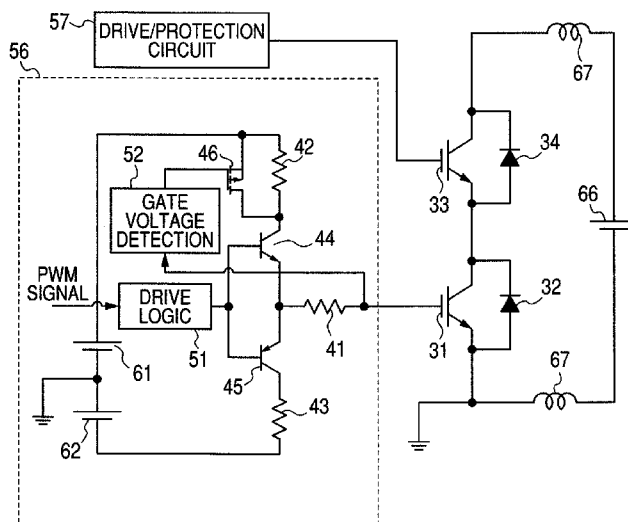 57
DRIVE/PROTECTION
CIRCUIT
56
67
52
46
42
34
33
66
GATE
VOLTAGE
DETECTION
44
PWM
SIGNAL
DRIVE
LOGIC
51
41
31
32
61
45
43
67
62